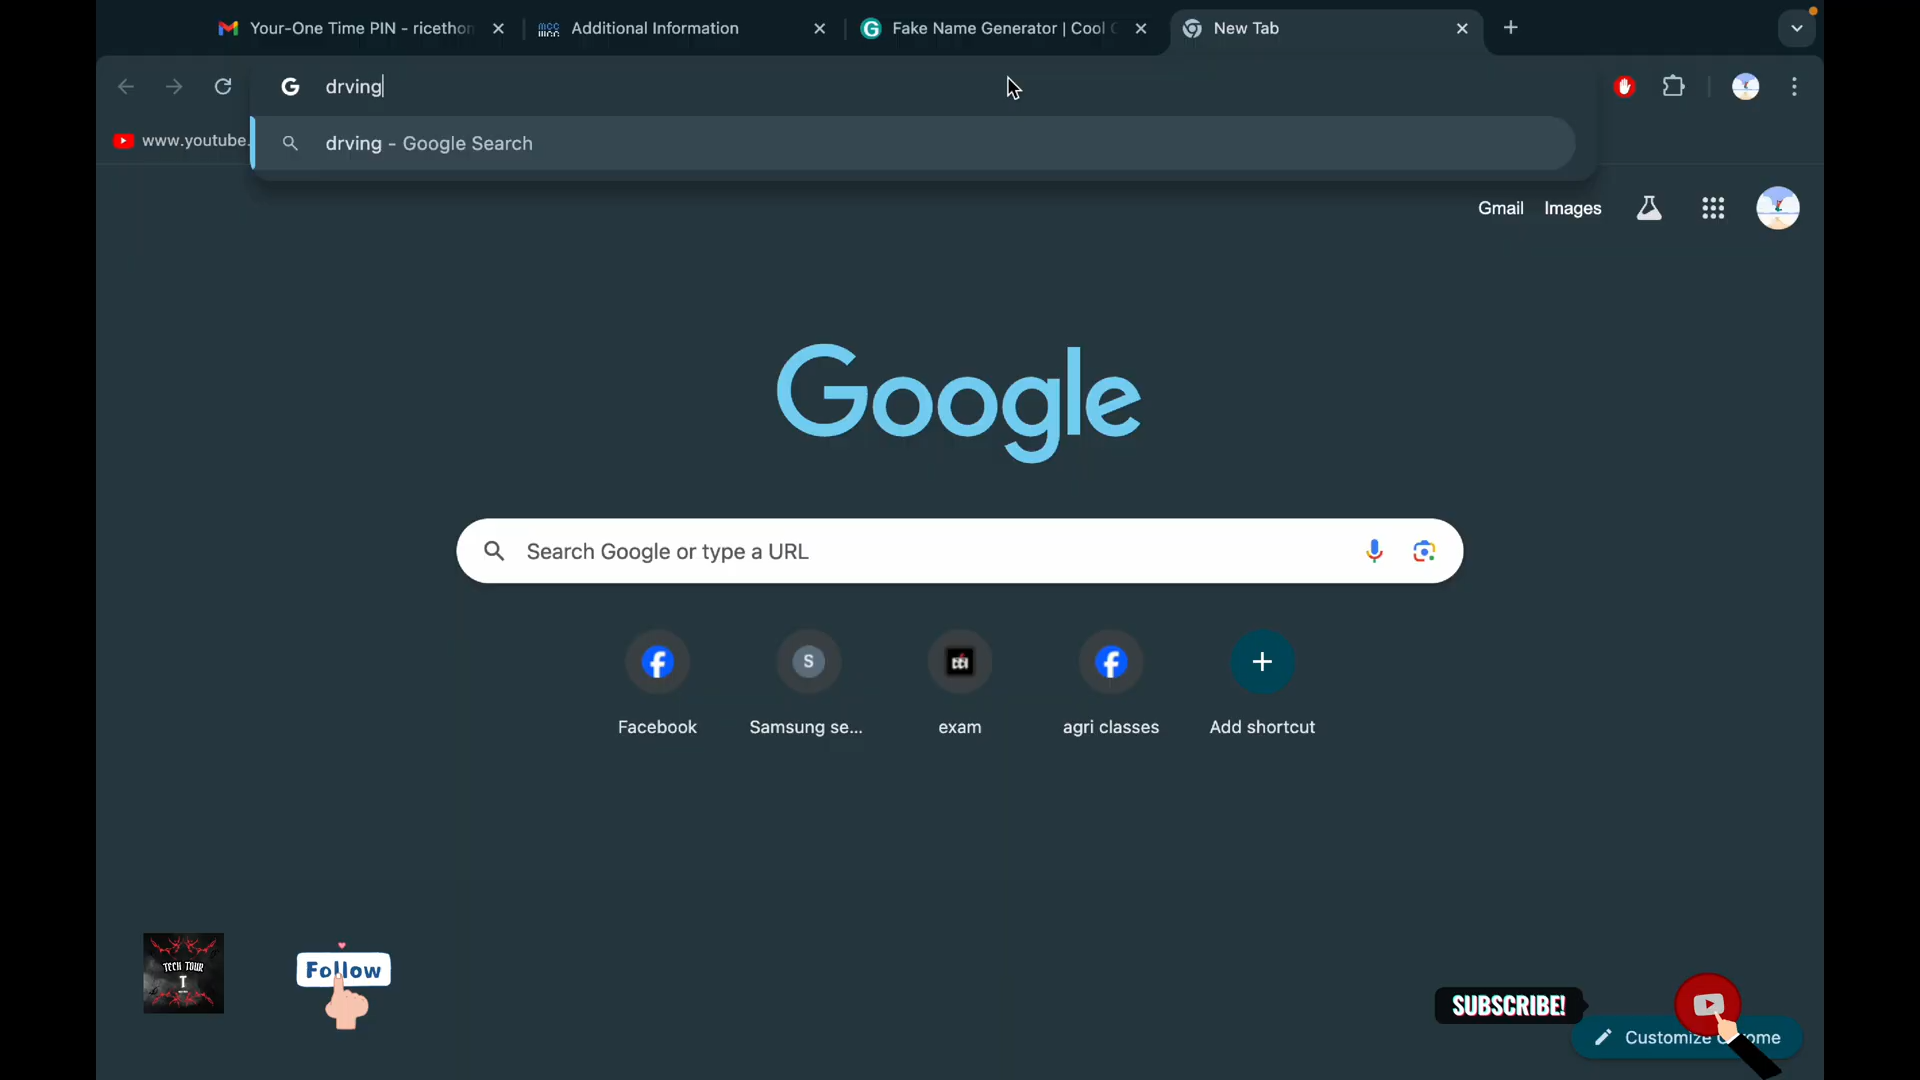 Your-One Time PIN - ricethon
Additional Information
Fake Name Generator | Cool
New Tab
drving
www.youtube.
drving - Google Search
Gmail
Images
Google
Search Google or type a URL
S
Facebook
Samsung se...
exam
agri classes
Add shortcut
TECH TOUR
T
Follow
SUBSCRIBE!
Customize